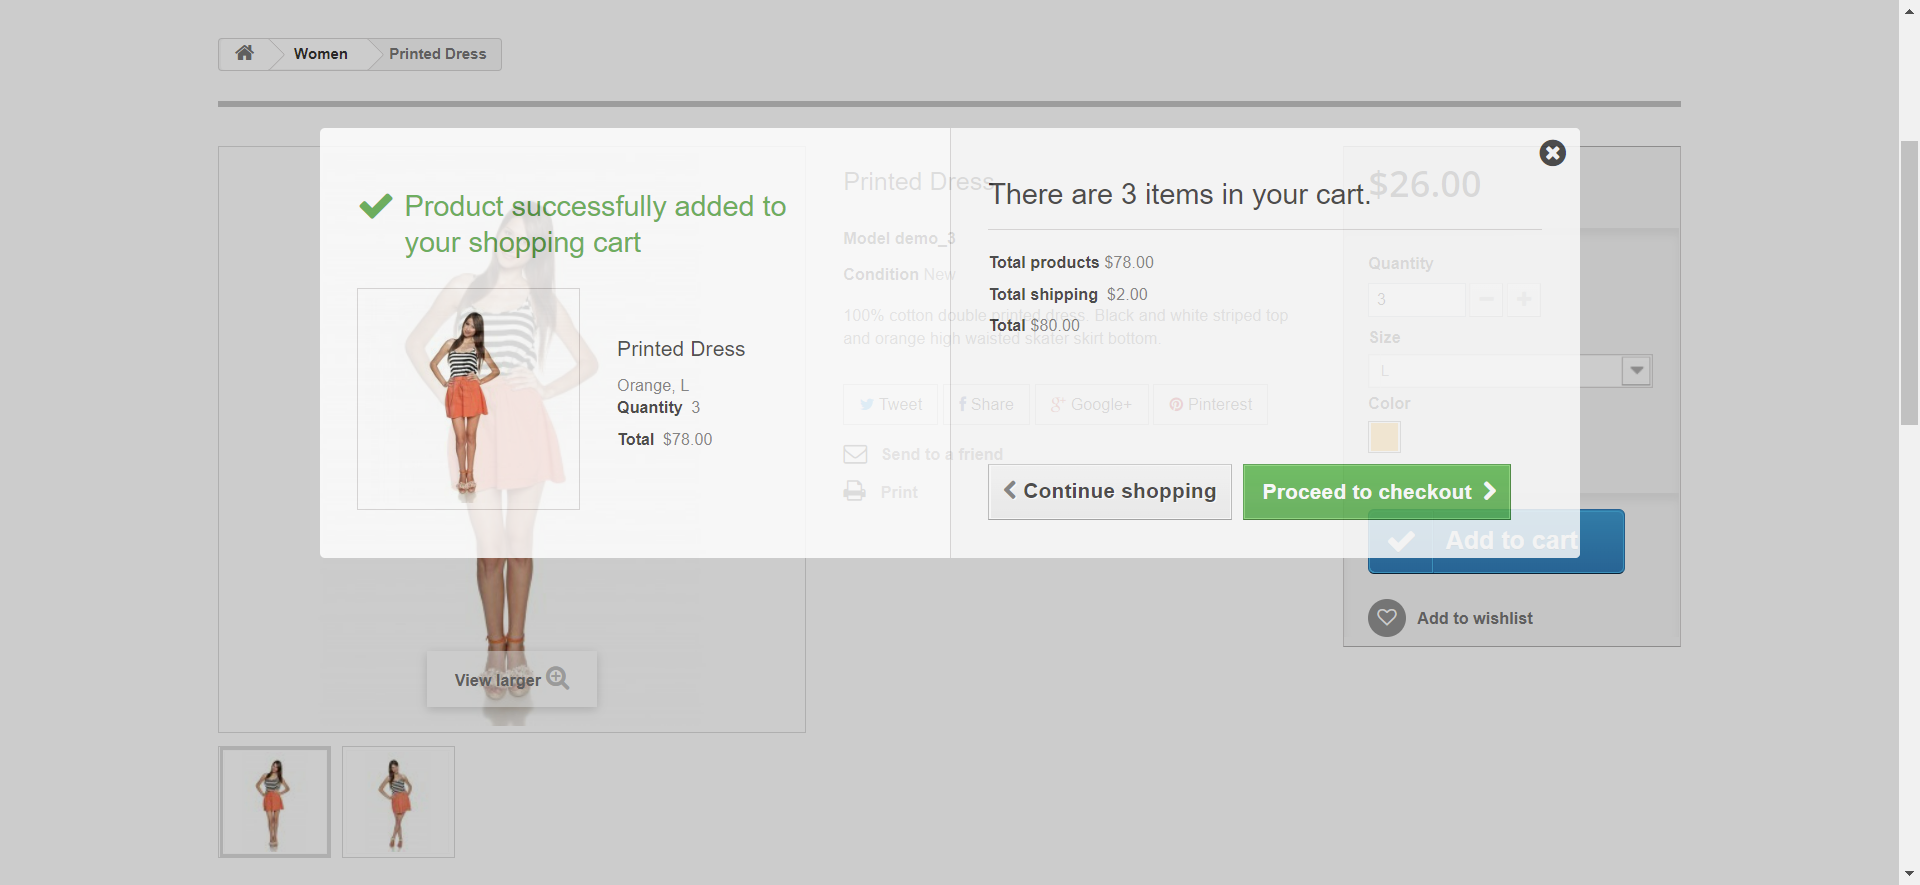 Women
Printed Dress
Product successfully added to
your shopping cart
Printed Dress
Orange, L
Quantity 3
Total $78.00
There are 3 items in your cart.
Total products $78.00
Total shipping $2.00
Total $80.00
Continue shopping
Proceed to checkout
Printed Dress
Model demo_3
Condition New
100% cotton double printed dress. Black and white striped top
and orange high waisted skater skirt bottom.
Tweet
Share
Google+
Pinterest
Send to a friend
Print
$26.00
Quantity
3
Size
L
Color
Add to cart
Add to wishlist
View larger